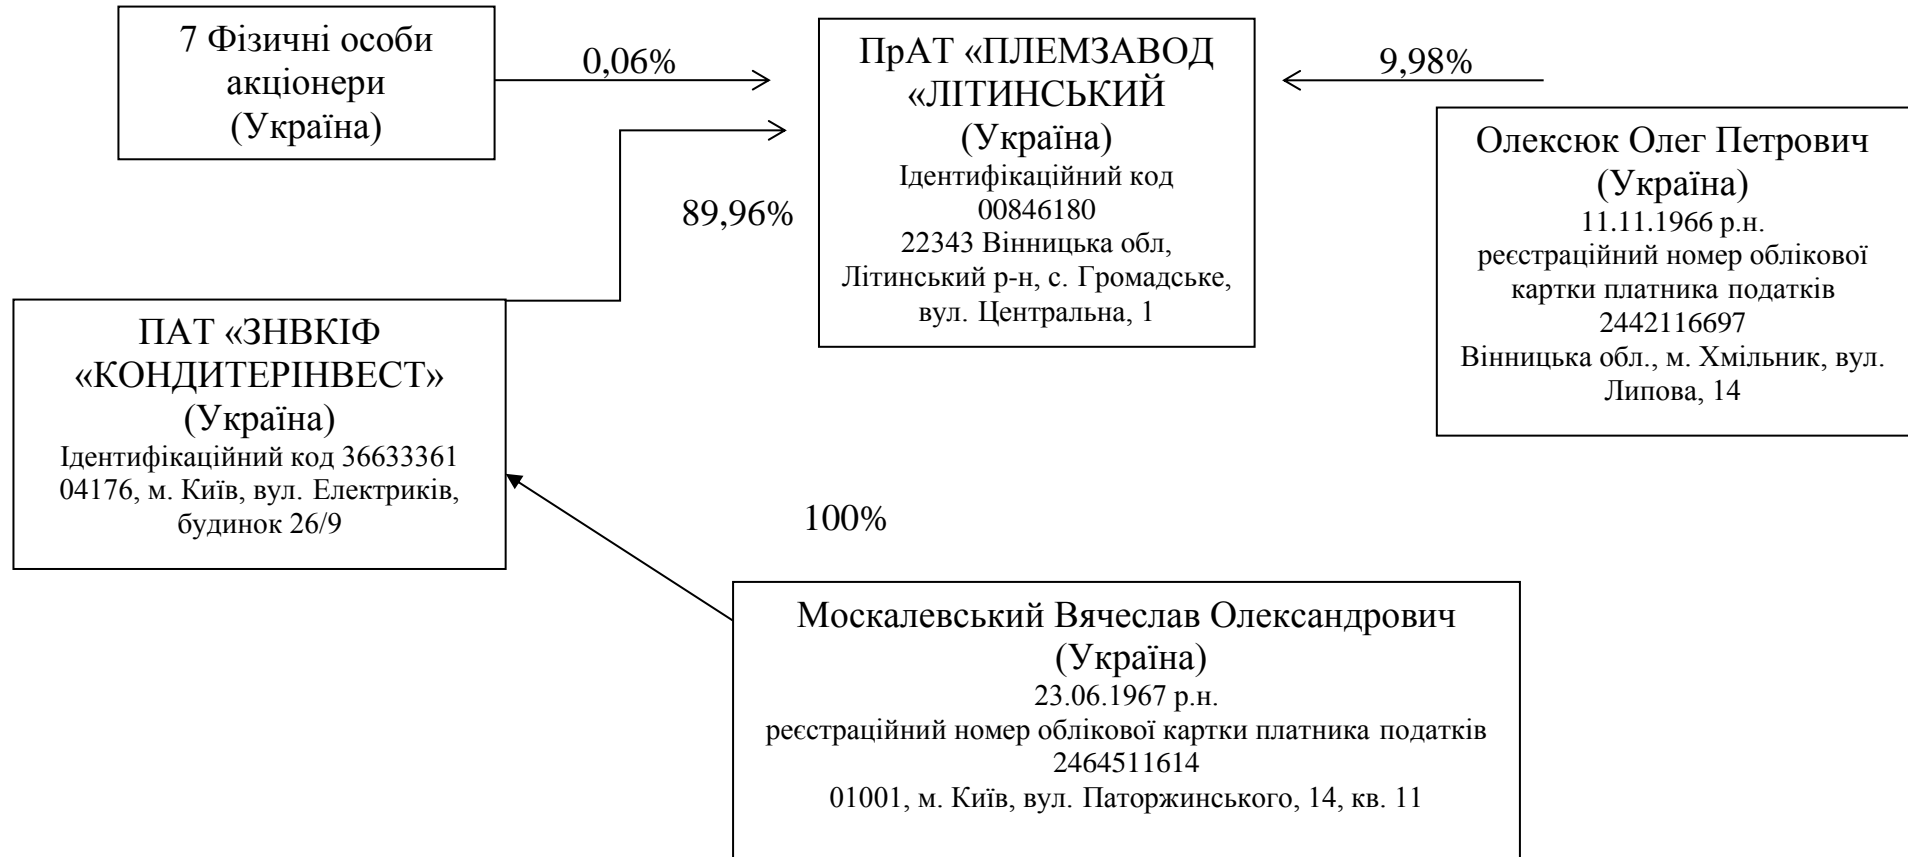 7 Фізичні особи
акціонери
(Україна)
0,06%
ПрАТ «ПЛЕМЗАВОД
«ЛІТИНСЬКИЙ
(Україна)
Ідентифікаційний код
00846180
22343 Вінницька обл,
Літинський р-н, с. Громадське,
вул. Центральна, 1
9,98%
Олексюк Олег Петрович
(Україна)
11.11.1966 р.н.
реєстраційний номер облікової
картки платника податків
2442116697
Вінницька обл., м. Хмільник, вул.
Липова, 14
89,96%
ПАТ «ЗНВКІФ
«КОНДИТЕРІНВЕСТ»
(Україна)
Ідентифікаційний код 36633361
04176, м. Київ, вул. Електриків,
будинок 26/9
100%
Москалевський Вячеслав Олександрович
(Україна)
23.06.1967 р.н.
реєстраційний номер облікової картки платника податків
2464511614
01001, м. Київ, вул. Паторжинського, 14, кв. 11